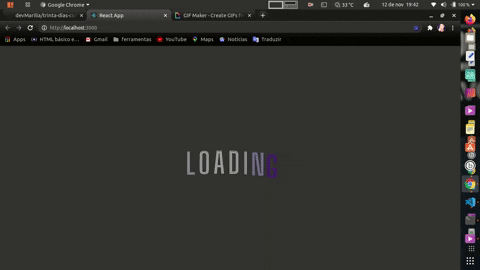 Google Chrome
33 °C
12 de nov 19:42
100 %
devMarilia/trinta-dias-c
React App
GIF Maker - Create GIFs f
http://localhost:3000
Apps
HTML básico e...
Gmail
Ferramentas
YouTube
Maps
Notícias
Traduzir
LOADING